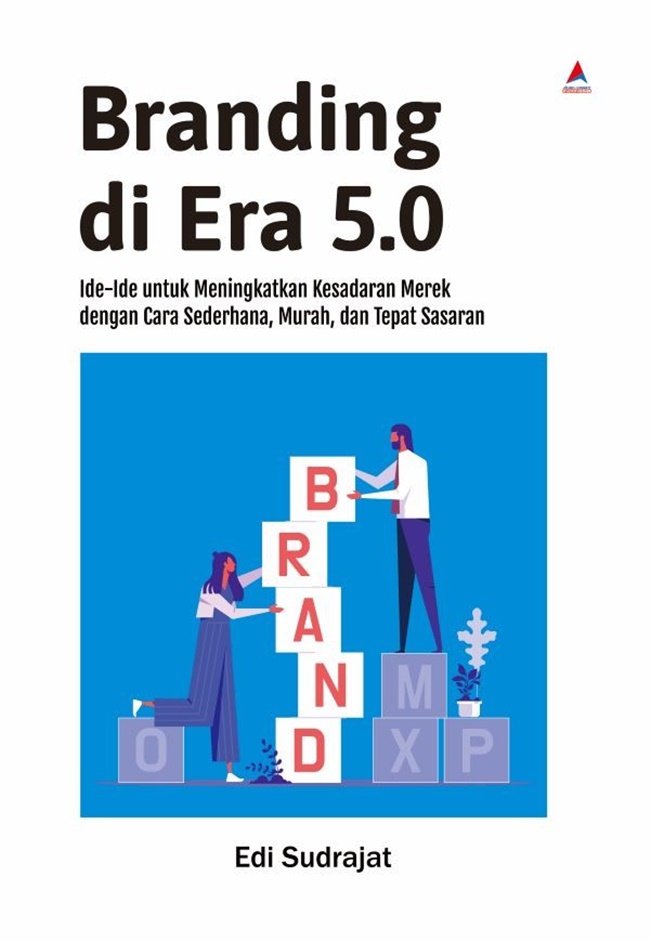 Branding
di Era 5.0
Ide-Ide untuk Meningkatkan Kesadaran Merek
dengan Cara Sederhana, Murah, dan Tepat Sasaran
B
R
A
N
D
M
O
X
P
Edi Sudrajat